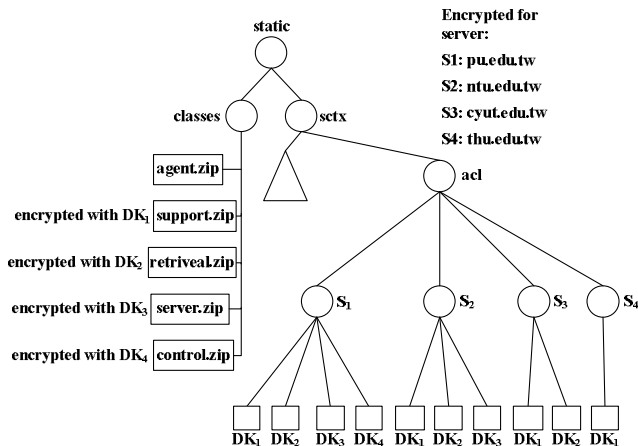 static
Encrypted for
server:
S1: pu.edu.tw
S2: ntu.edu.tw
S3: cyut.edu.tw
S4: thu.edu.tw
classes
sctx
agent.zip
acl
encrypted with DK₁ support.zip
encrypted with DK₂ retriveal.zip
encrypted with DK₃ server.zip
encrypted with DK₄ control.zip
S₁ S₂ S₃ S₄
DK₁ DK₂ DK₃ DK₄ DK₁ DK₂ DK₃ DK₁ DK₂ DK₁